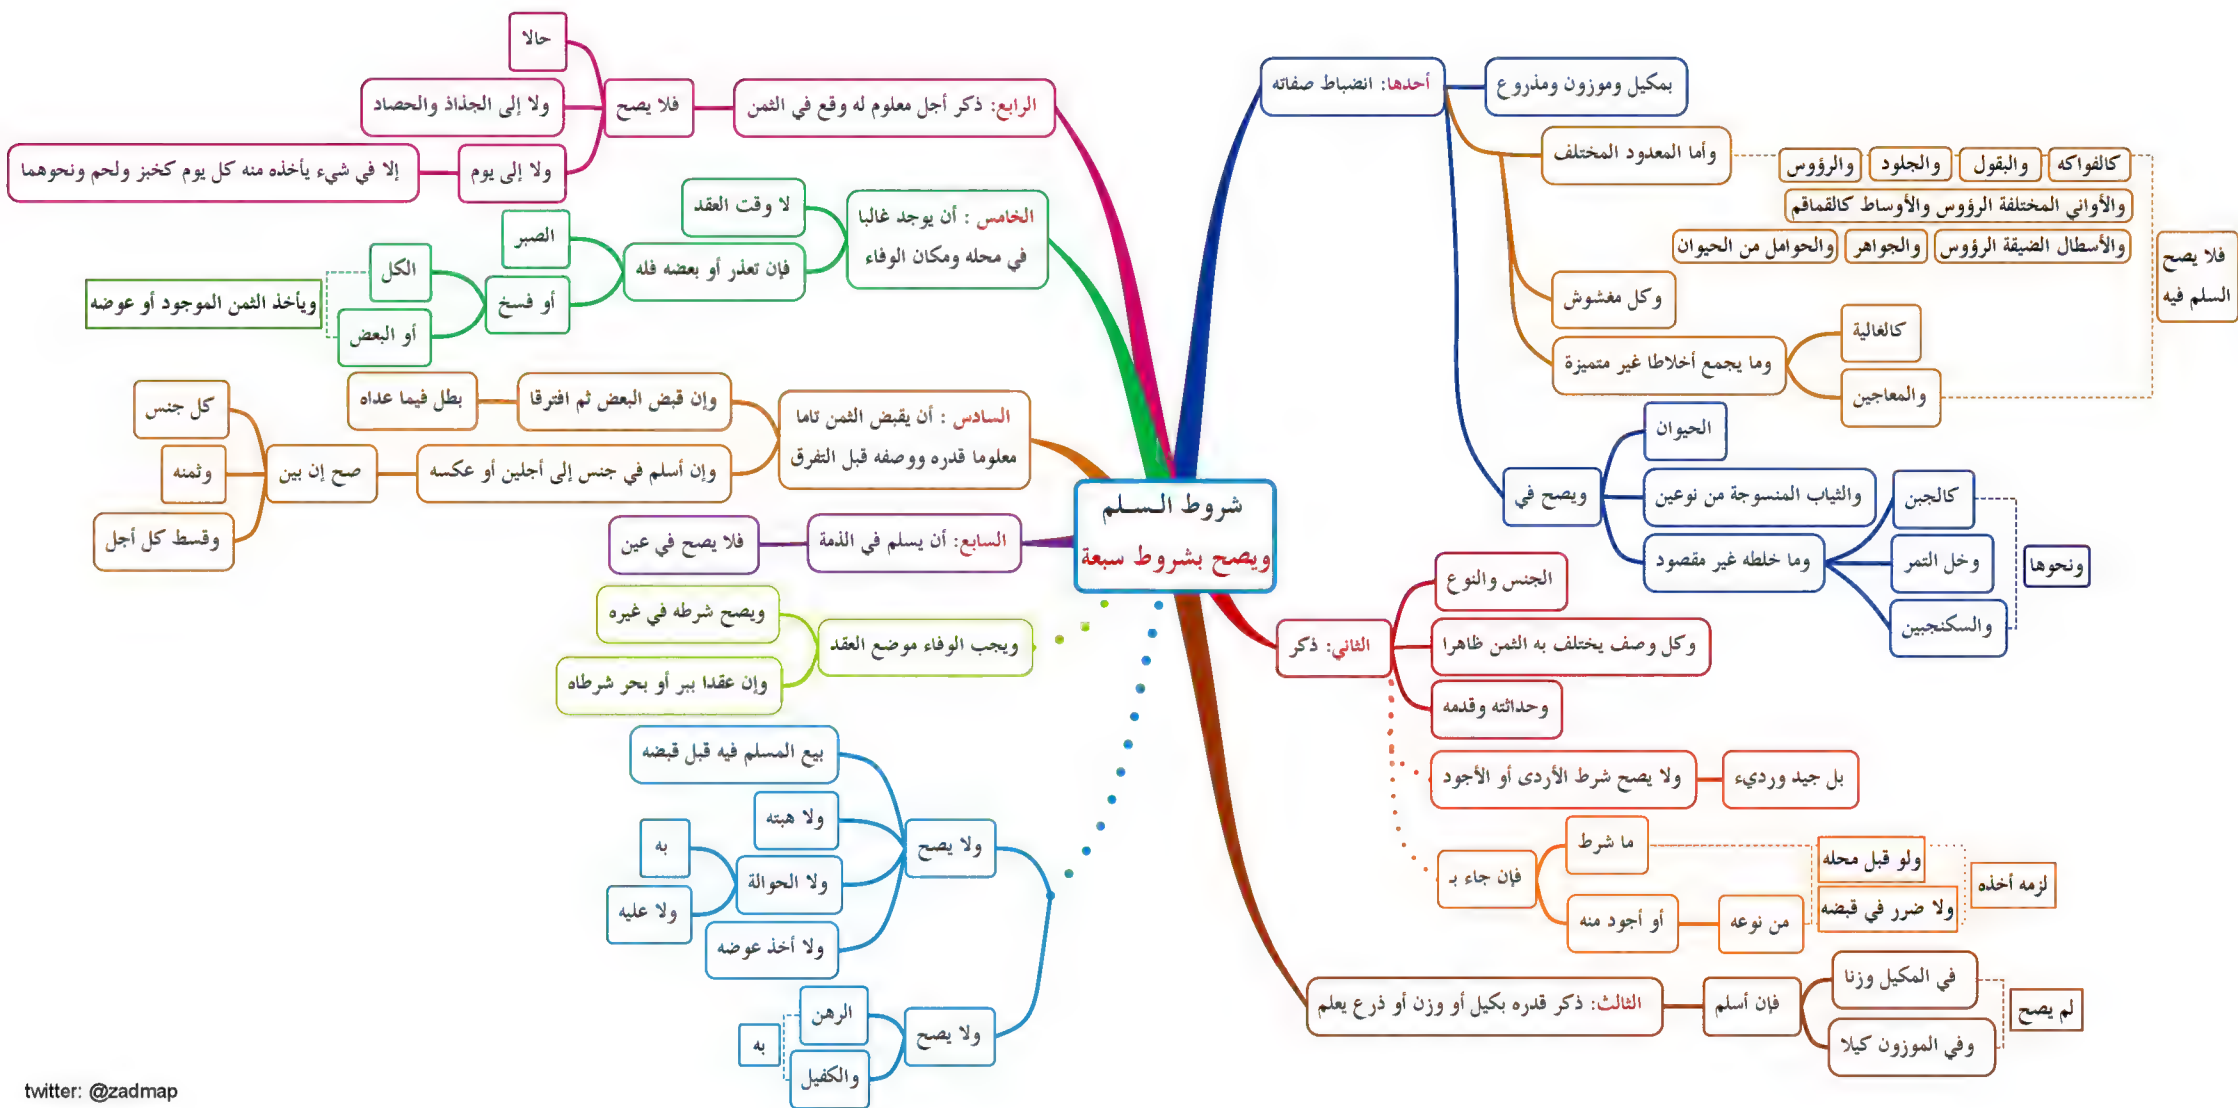 شروط السلم
ويصح بشروط سبعة
أحدها: انضباط صفاته
بمكيل وموزون ومذروع
وأما المعدود المختلف
كالفواكه
والبقول
والجلود
والرؤوس
والأواني المختلفة الرؤوس والأوساط كالقماقم
والأسطال الضيقة الرؤوس
والجواهر
والحوامل من الحيوان
وكل مغشوش
وما يجمع أخلاطا غير متميزة
كالغالية
والمعاجين
فلا يصح
السلم فيه
ويصح في
الحيوان
والثياب المنسوجة من نوعين
وما خلطه غير مقصود
كالجبن
وخل التمر
والسكنجبين
ونحوها
الثاني: ذكر
الجنس والنوع
وكل وصف يختلف به الثمن ظاهرا
وحداثته وقدمه
ولا يصح شرط الأردى أو الأجود
بل جيد ورديء
فإن جاء بـ
ما شرط
أو أجود منه
من نوعه
ولو قبل محله
ولا ضرر في قبضه
لزمه أخذه
الثالث: ذكر قدره بكيل أو وزن أو ذرع يعلم
فإن أسلم
في المكيل وزنا
وفي الموزون كيلا
لم يصح
الرابع: ذكر أجل معلوم له وقع في الثمن
فلا يصح
حالا
ولا إلى الجذاذ والحصاد
ولا إلى يوم
إلا في شيء يأخذه منه كل يوم كخبز ولحم ونحوهما
الخامس : أن يوجد غالبا
في محله ومكان الوفاء
لا وقت العقد
فإن تعذر أو بعضه فله
الصبر
أو فسخ
الكل
أو البعض
ويأخذ الثمن الموجود أو عوضه
السادس : أن يقبض الثمن تاما
معلوما قدره ووصفه قبل التفرق
وإن قبض البعض ثم افترقا
بطل فيما عداه
وإن أسلم في جنس إلى أجلين أو عكسه
صح إن بين
كل جنس
وثمنه
وقسط كل أجل
السابع: أن يسلم في الذمة
فلا يصح في عين
ويجب الوفاء موضع العقد
ويصح شرطه في غيره
وإن عقدا ببر أو بحر شرطاه
ولا يصح
بيع المسلم فيه قبل قبضه
ولا هبته
ولا الحوالة
به
ولا عليه
ولا أخذ عوضه
ولا يصح
الرهن
والكفيل
به
twitter: @zadmap